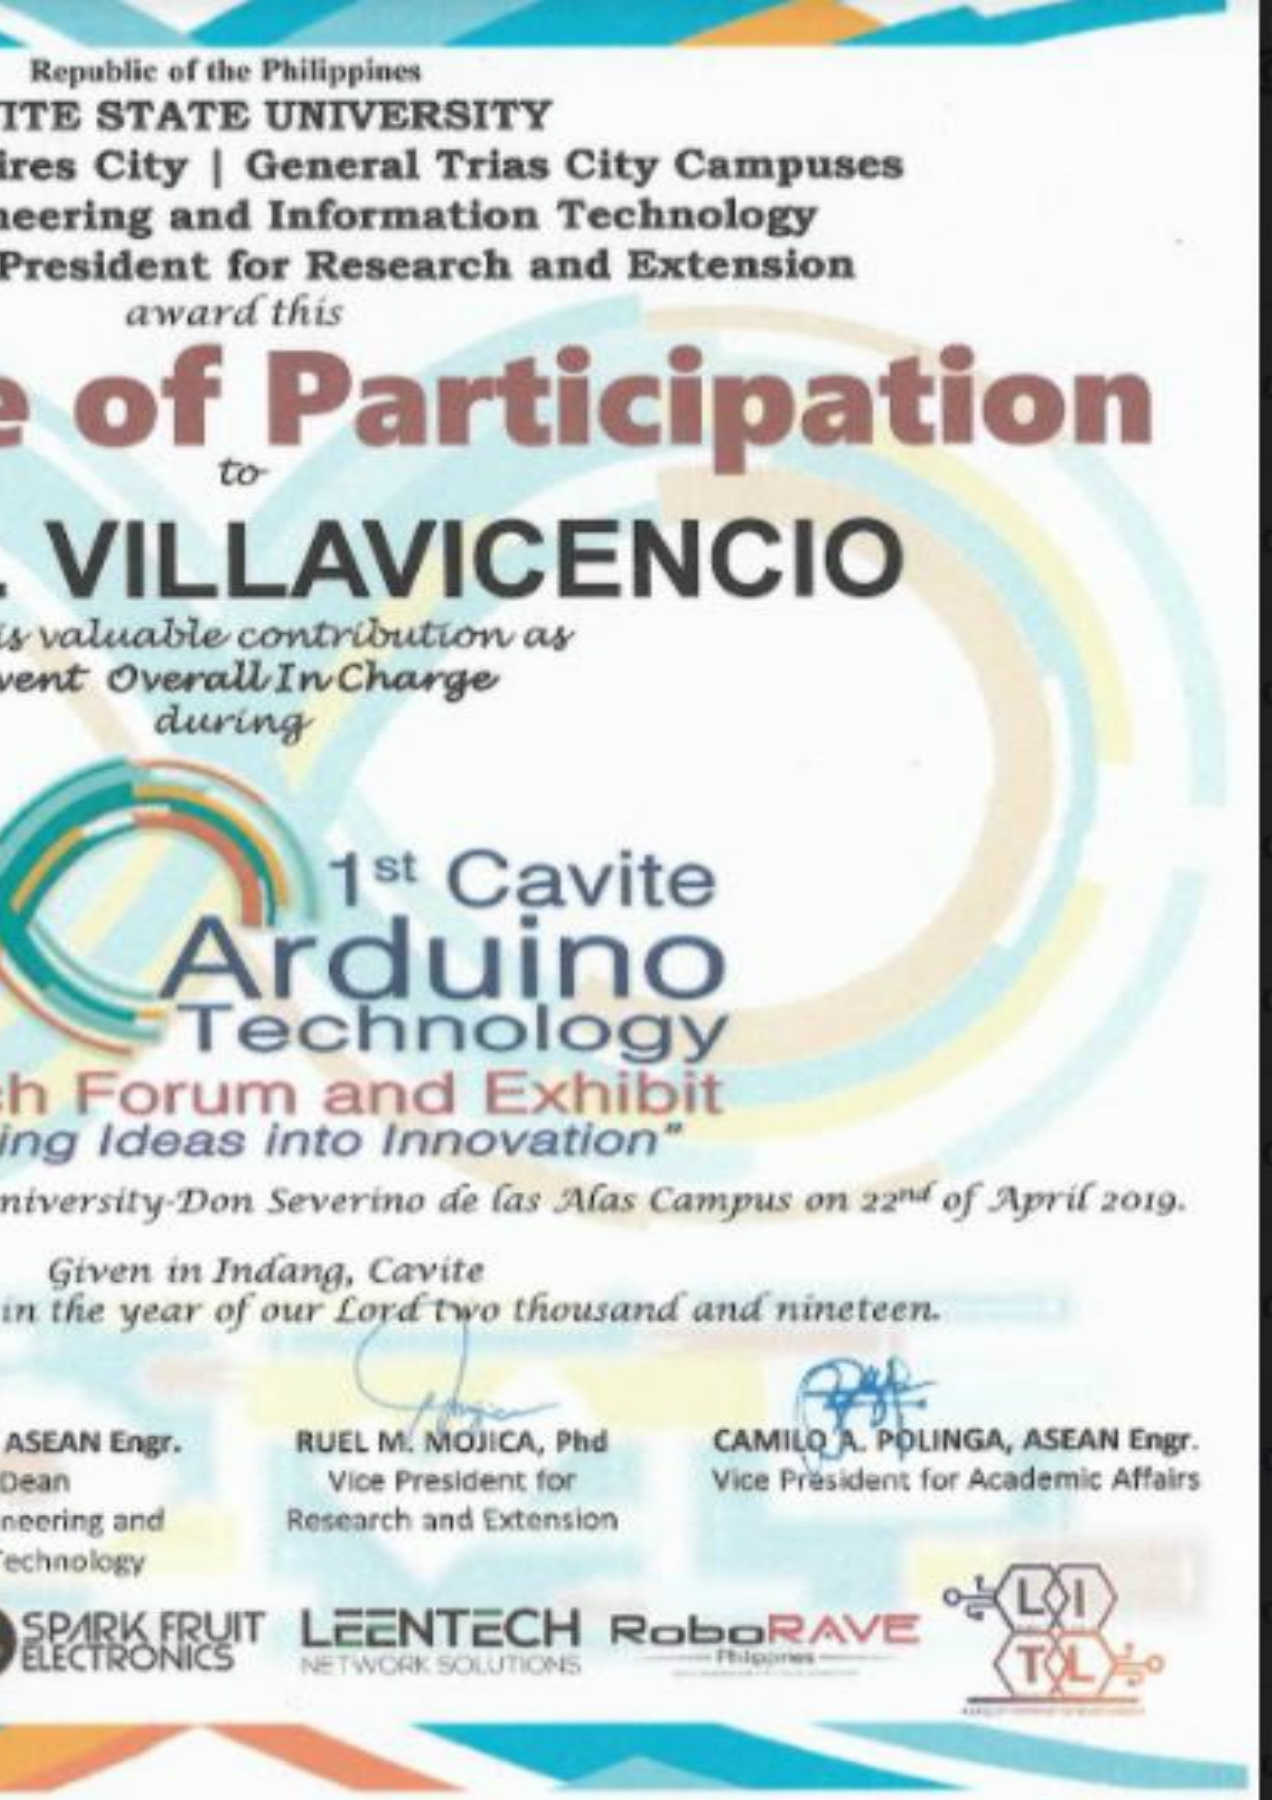 Republic of the Philippines
ITE STATE UNIVERSITY
ires City | General Trias City Campuses
neering and Information Technology
President for Research and Extension
award this
e of Participation
to
. VILLAVICENCIO
is valuable contribution as
vent Overall In Charge
during
1st Cavite
Arduino
Technology
ch Forum and Exhibit
ing Ideas into Innovation"
niversity-Don Severino de las Alas Campus on 22nd of April 2019.
Given in Indang, Cavite
in the year of our Lord two thousand and nineteen.
ASEAN Engr.
Dean
neering and
Technology
RUEL M. MOJICA, Phd
Vice President for
Research and Extension
CAMILO A. POLINGA, ASEAN Engr.
Vice President for Academic Affairs
SPARK FRUIT
ELECTRONICS
LEENTECH
NETWORK SOLUTIONS
RoboRAVE
Philippines
LI
TL